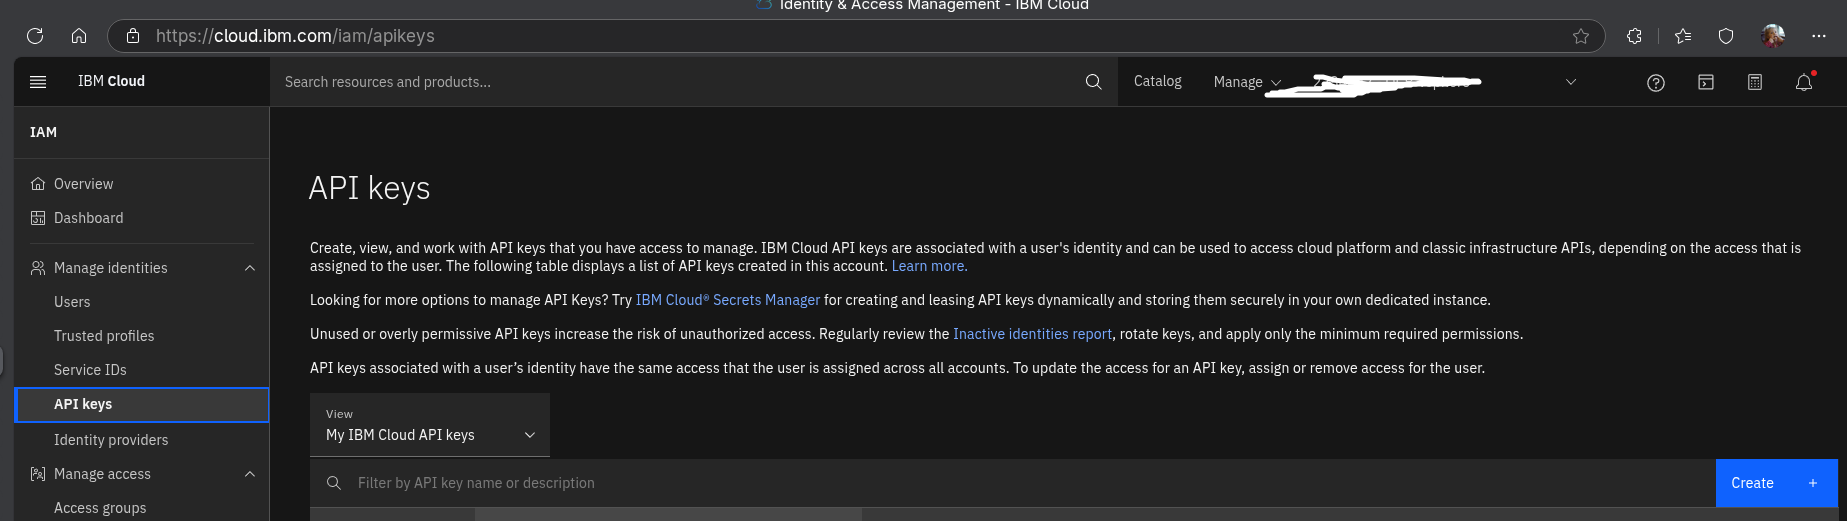 Identity & Access Management - IBM Cloud
https://cloud.ibm.com/iam/apikeys
IBM Cloud
Search resources and products...
Catalog
Manage
IAM
Overview
Dashboard
Manage identities
Users
Trusted profiles
Service IDs
API keys
Identity providers
Manage access
Access groups
API keys
Create, view, and work with API keys that you have access to manage. IBM Cloud API keys are associated with a user's identity and can be used to access cloud platform and classic infrastructure APIs, depending on the access that is
assigned to the user. The following table displays a list of API keys created in this account. Learn more.
Looking for more options to manage API Keys? Try IBM Cloud® Secrets Manager for creating and leasing API keys dynamically and storing them securely in your own dedicated instance.
Unused or overly permissive API keys increase the risk of unauthorized access. Regularly review the Inactive identities report, rotate keys, and apply only the minimum required permissions.
API keys associated with a user’s identity have the same access that the user is assigned across all accounts. To update the access for an API key, assign or remove access for the user.
View
My IBM Cloud API keys
Filter by API key name or description
Create +